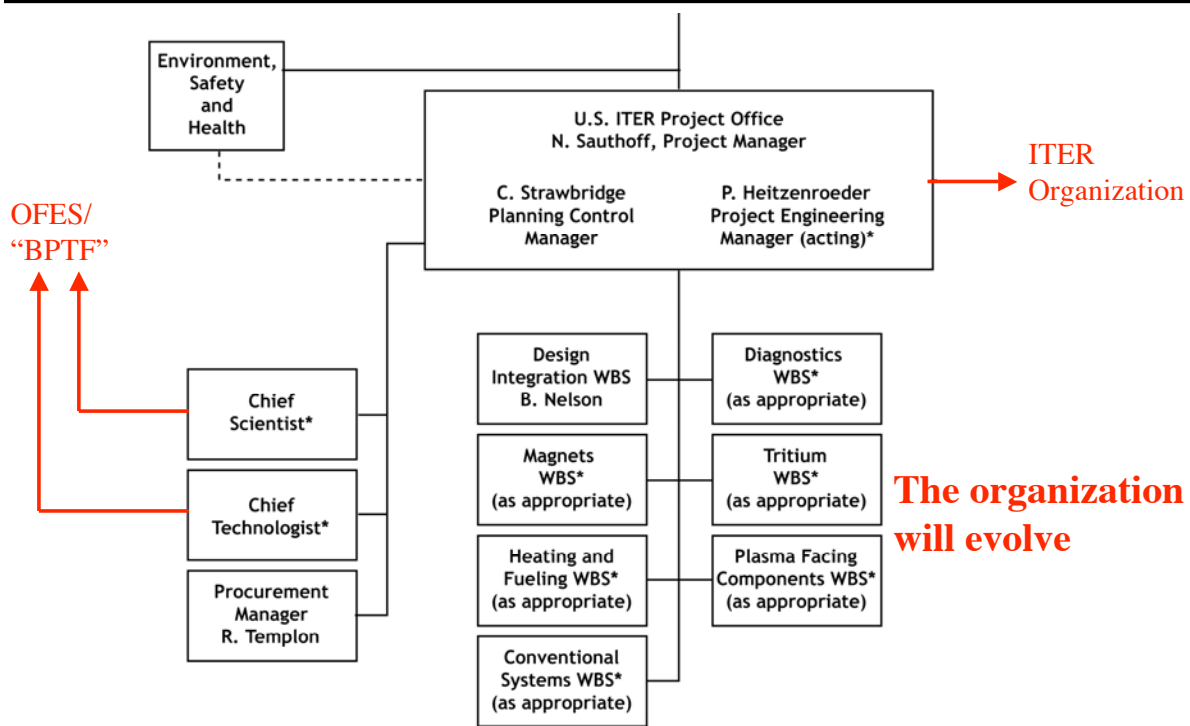 Environment,
Safety
and
Health
U.S. ITER Project Office
N. Sauthoff, Project Manager
C. Strawbridge
Planning Control
Manager
P. Heitzenroeder
Project Engineering
Manager (acting)*
ITER
Organization
OFES/
“BPTF”
Chief
Scientist*
Chief
Technologist*
Procurement
Manager
R. Templon
Design
Integration WBS
B. Nelson
Diagnostics
WBS*
(as appropriate)
Magnets
WBS*
(as appropriate)
Tritium
WBS*
(as appropriate)
Heating and
Fueling WBS*
(as appropriate)
Plasma Facing
Components WBS*
(as appropriate)
Conventional
Systems WBS*
(as appropriate)
The organization
will evolve